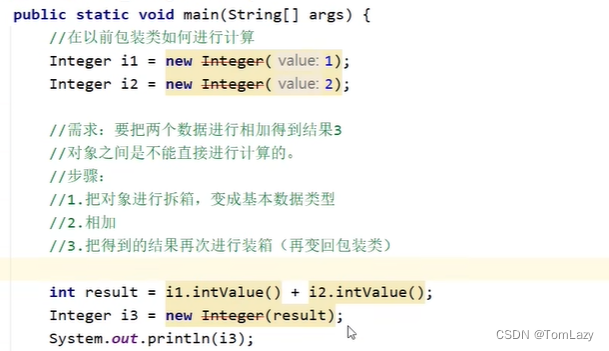 public static void main(String[] args) {
//在以前包装类如何进行计算
Integer i1 = new Integer( value: 1);
Integer i2 = new Integer( value: 2);
//需求：要把两个数据进行相加得到结果3
//对象之间是不能直接进行计算的。
//步骤：
//1.把对象进行拆箱，变成基本数据类型
//2.相加
//3.把得到的结果再次进行装箱（再变回包装类）
int result = i1.intValue() + i2.intValue();
Integer i3 = new Integer(result);
System.out.println(i3);
CSDN @TomLazy